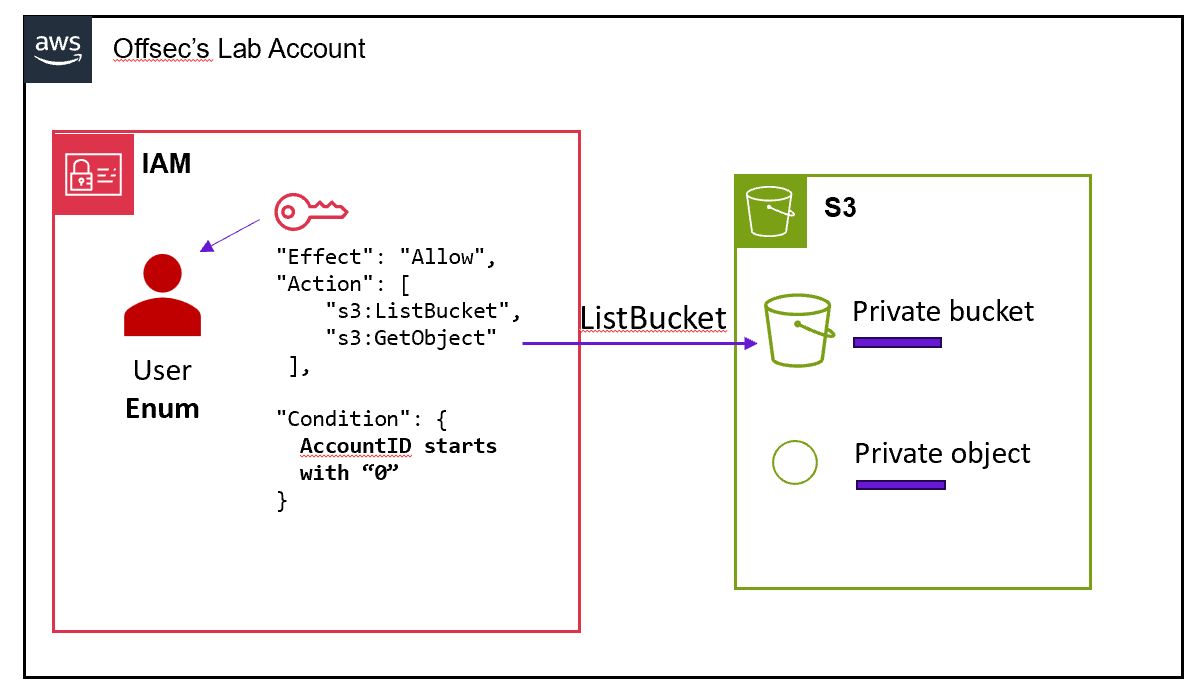 aws
Offsec’s Lab Account
IAM
"Effect": "Allow",
"Action": [
"s3:ListBucket",
"s3:GetObject"
],
"Condition": {
AccountID starts
with “0”
}
User
Enum
ListBucket
S3
Private bucket
Private object